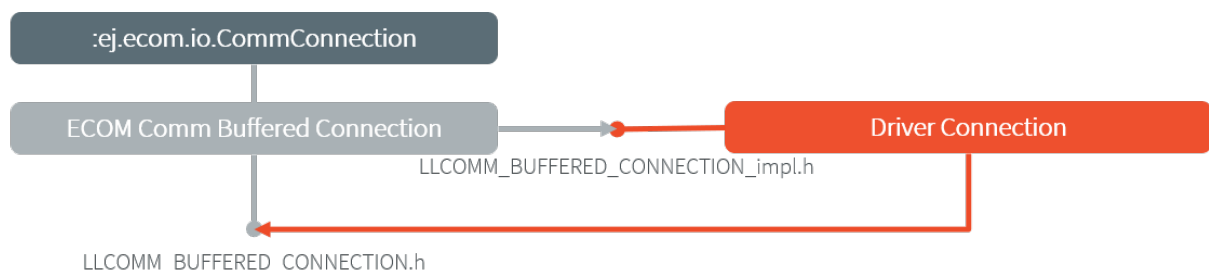 :ej.ecom.io.CommConnection
ECOM Comm Buffered Connection
Driver Connection
LLCOMM_BUFFERED_CONNECTION_impl.h
LLCOMM_BUFFERED_CONNECTION.h